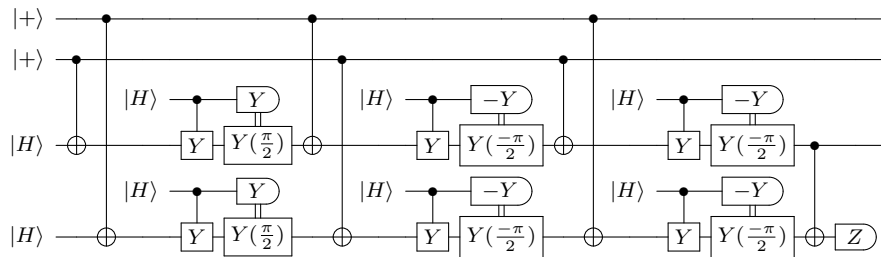 |+⟩
|+⟩
|H⟩ Y |H⟩ −Y |H⟩ −Y
|H⟩ Y Y(π/2) Y Y(−π/2) Y Y(−π/2)
|H⟩ Y |H⟩ −Y |H⟩ −Y
|H⟩ Y Y(π/2) Y Y(−π/2) Y Y(−π/2) Z